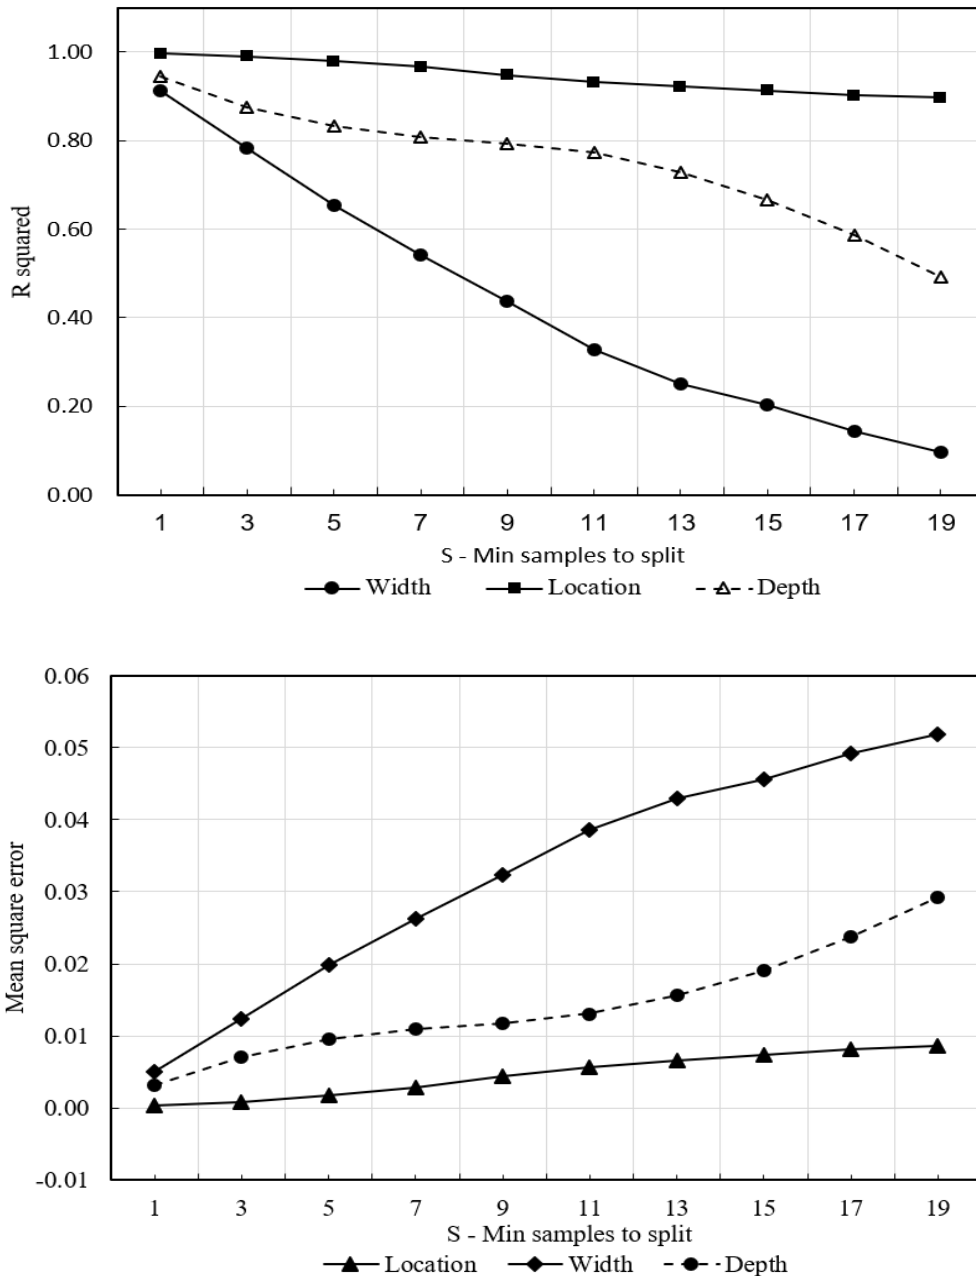 1.00
0.80
0.60
0.40
0.20
0.00
R squared
1 3 5 7 9 11 13 15 17 19
S - Min samples to split
Width Location Depth
0.06
0.05
0.04
0.03
0.02
0.01
0.00
-0.01
Mean square error
1 3 5 7 9 11 13 15 17 19
S - Min samples to split
Location Width Depth